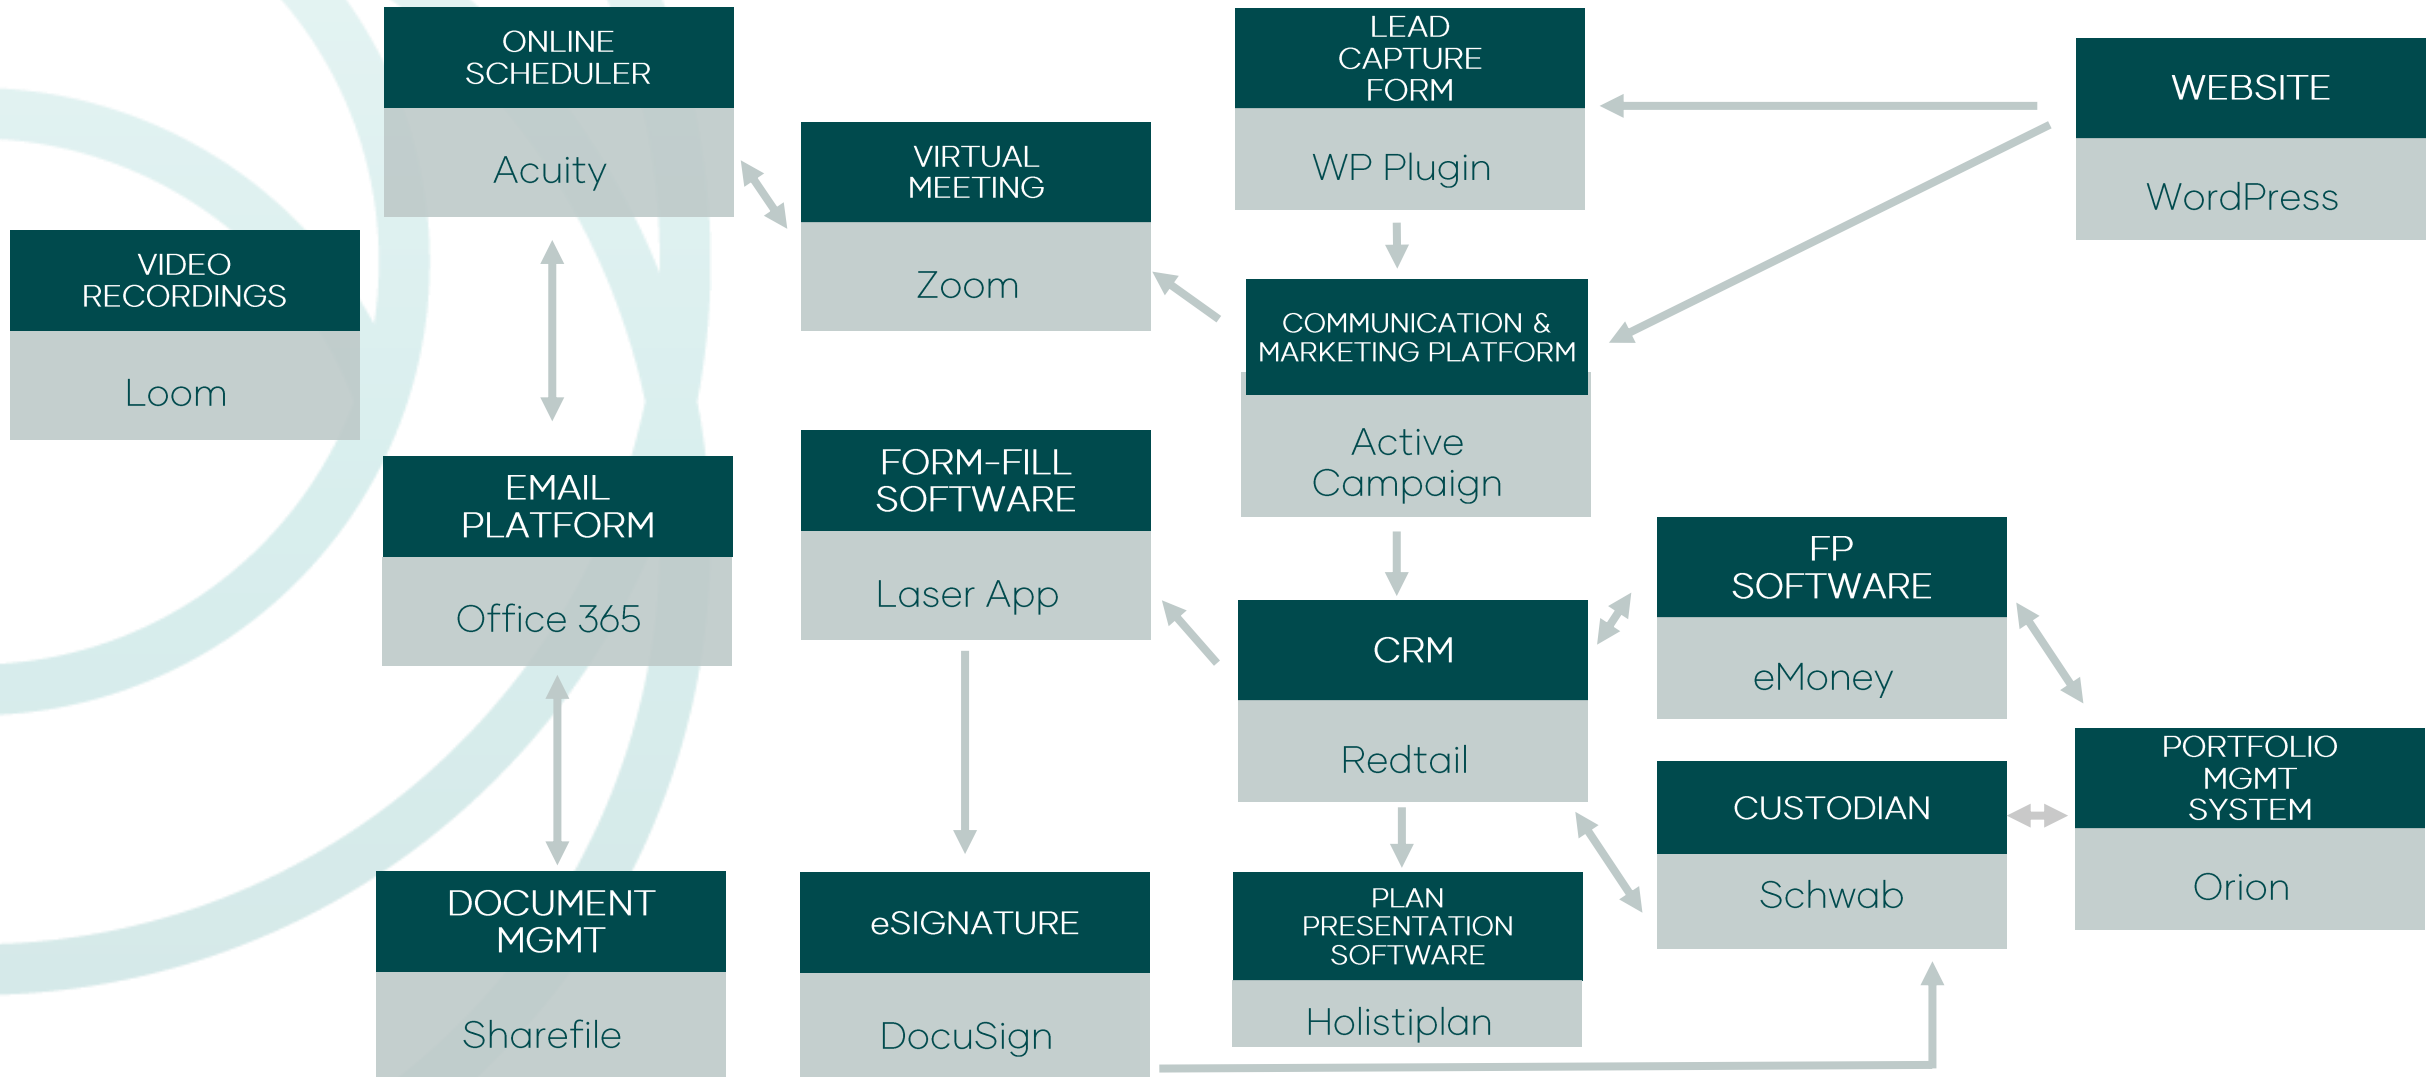 ONLINE
SCHEDULER
Acuity
VIDEO
RECORDINGS
Loom
EMAIL
PLATFORM
Office 365
DOCUMENT
MGMT
Sharefile
VIRTUAL
MEETING
Zoom
FORM-FILL
SOFTWARE
Laser App
eSIGNATURE
DocuSign
LEAD
CAPTURE
FORM
WP Plugin
COMMUNICATION &
MARKETING PLATFORM
Active
Campaign
CRM
Redtail
PLAN
PRESENTATION
SOFTWARE
Holistiplan
WEBSITE
WordPress
FP
SOFTWARE
eMoney
CUSTODIAN
Schwab
PORTFOLIO
MGMT
SYSTEM
Orion